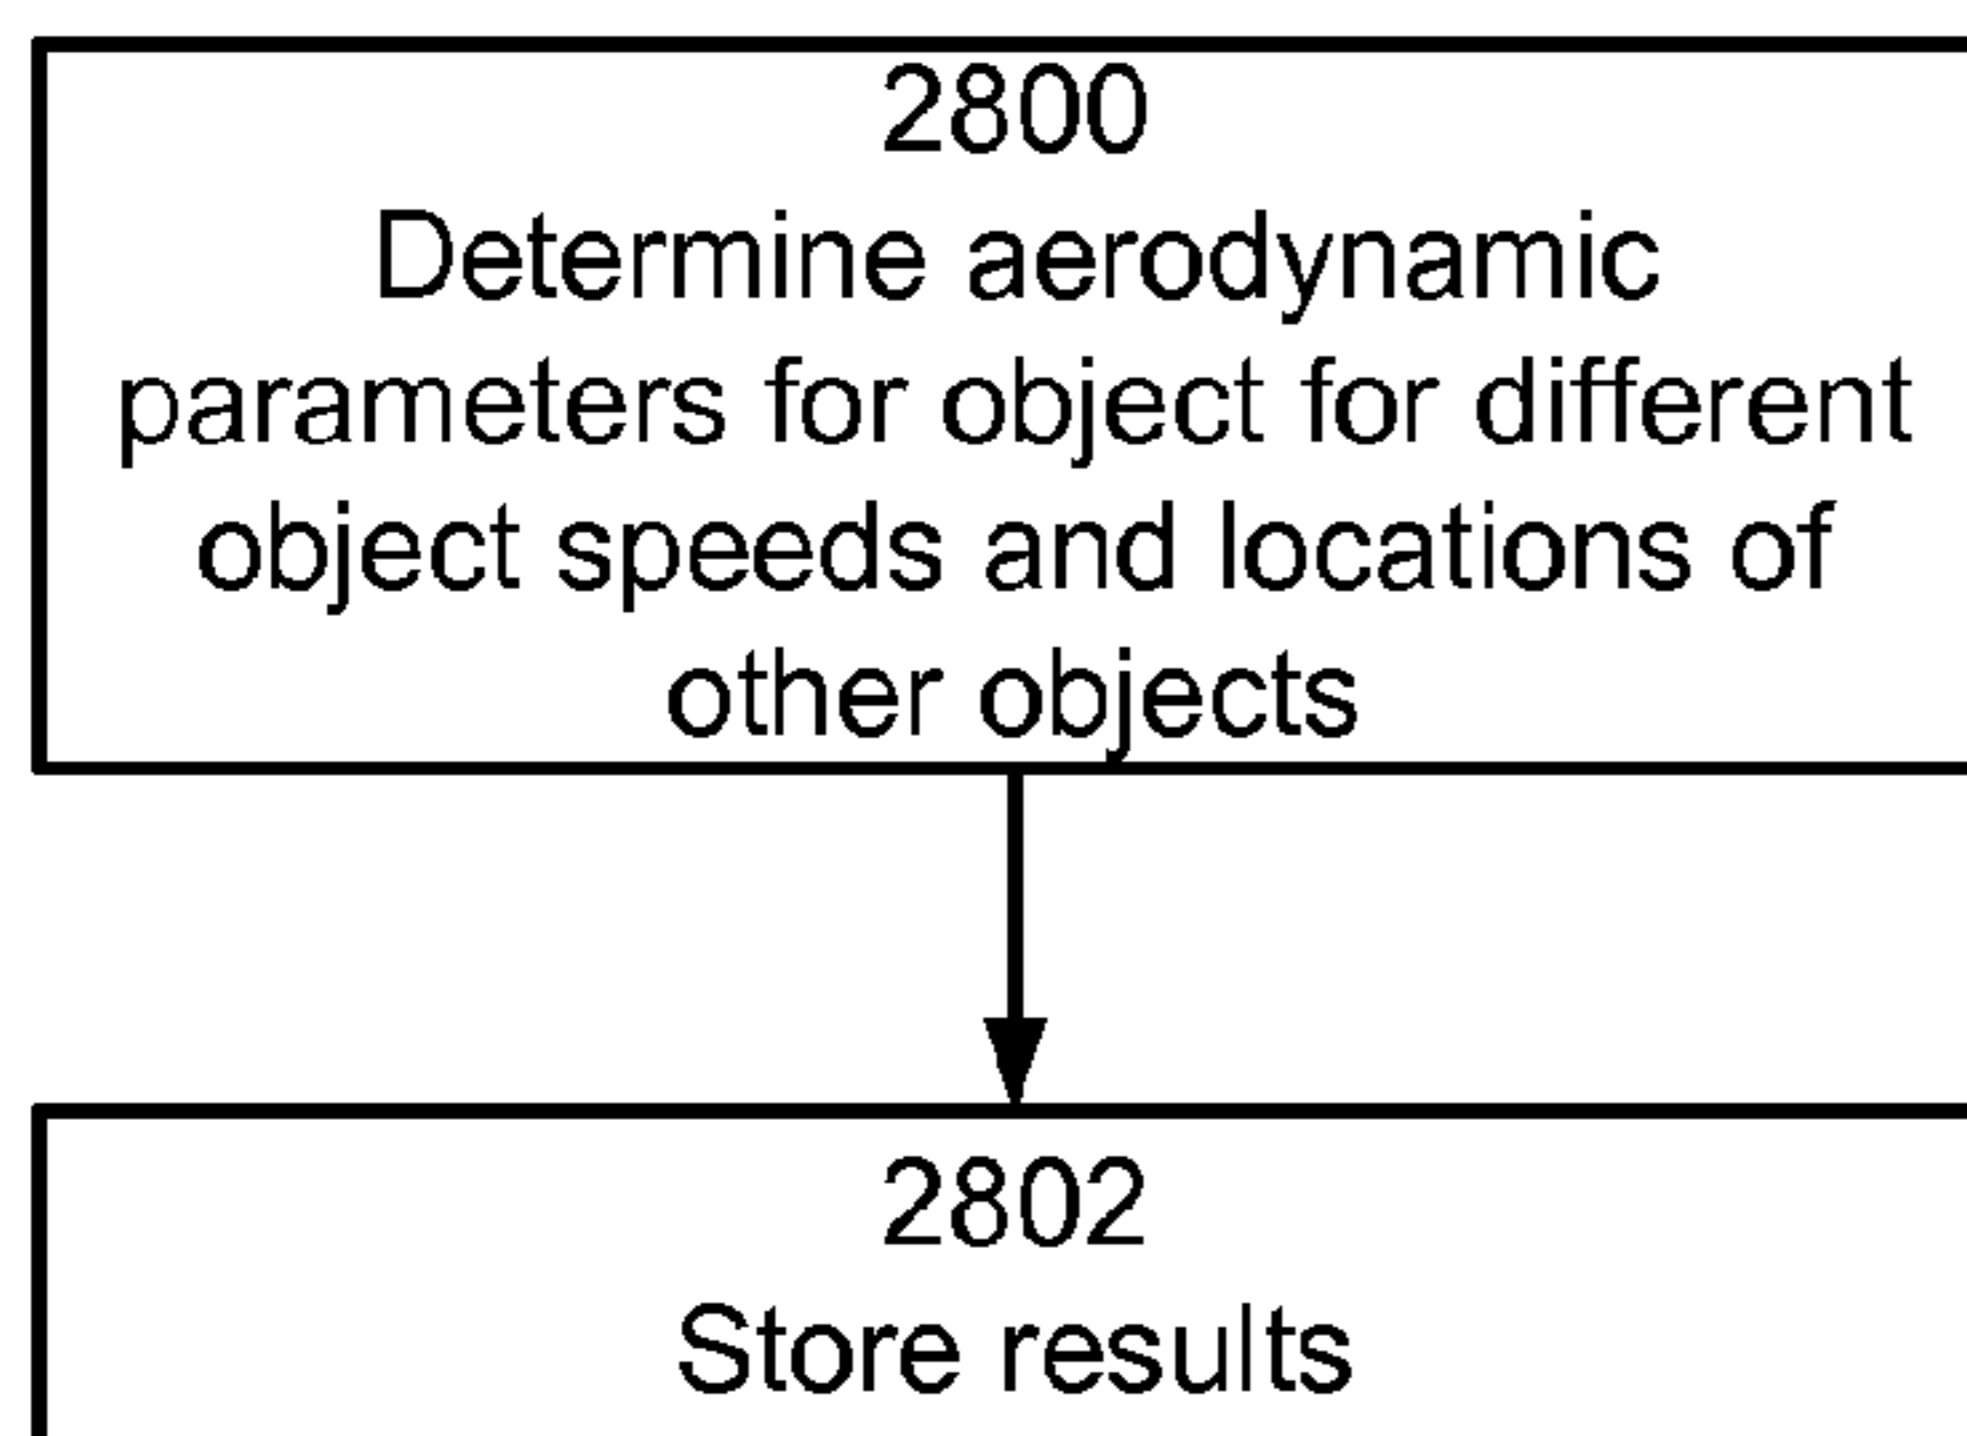 2800
Determine aerodynamic
parameters for object for different
object speeds and locations of
other objects
2802
Store results